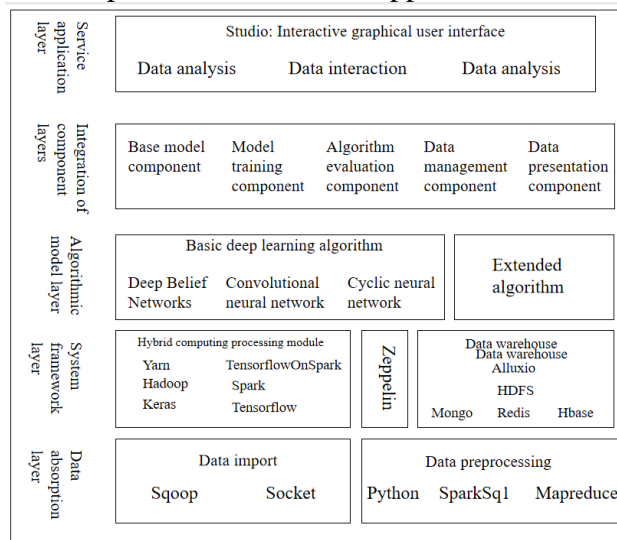 Service application layer
Studio: Interactive graphical user interface
Data analysis Data interaction Data analysis
Integration of component layers
Base model component
Model training component
Algorithm evaluation component
Data management component
Data presentation component
Algorithmic model layer
Basic deep learning algorithm
Deep Belief Networks
Convolutional neural network
Cyclic neural network
Extended algorithm
System framework layer
Hybrid computing processing module
Yarn TensorflowOnSpark
Hadoop Spark
Keras Tensorflow
Zeppelin
Data warehouse
Data warehouse
Alluxio
HDFS
Mongo Redis Hbase
Data absorption layer
Data import
Sqoop Socket
Data preprocessing
Python SparkSq1 Mapreduce